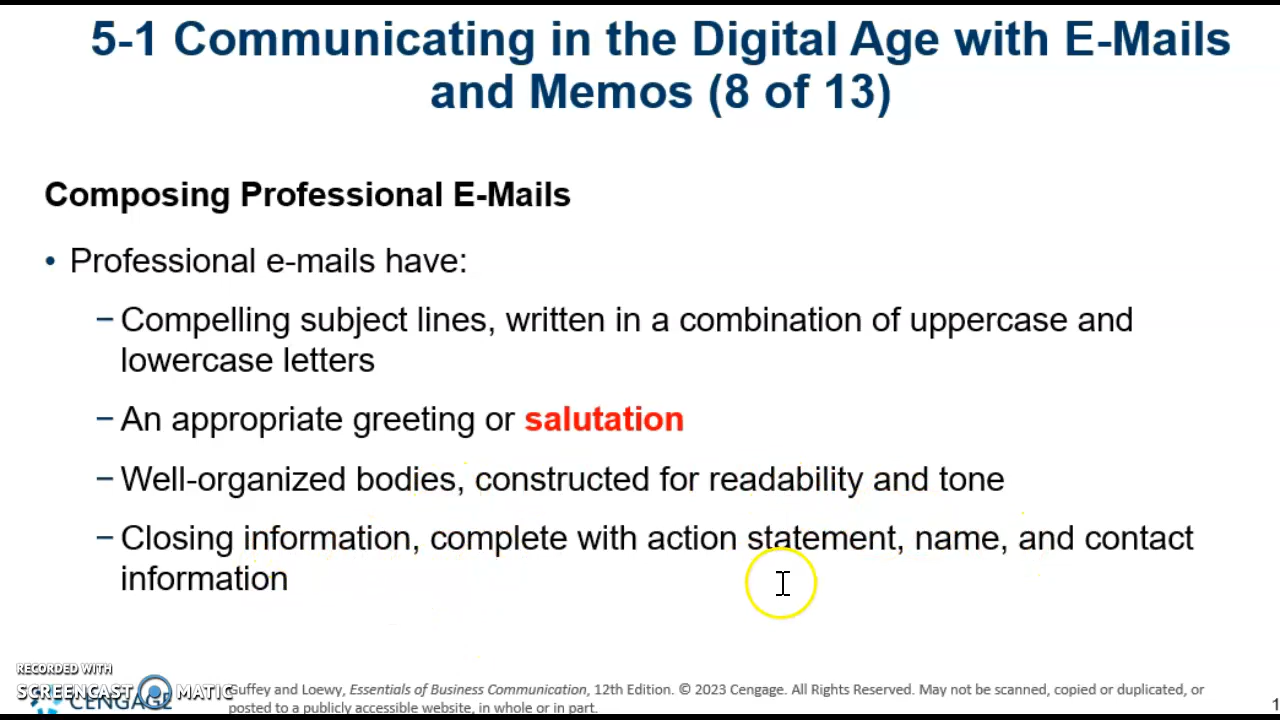 5-1 Communicating in the Digital Age with E-Mails
and Memos (8 of 13)
Composing Professional E-Mails
• Professional e-mails have:
– Compelling subject lines, written in a combination of uppercase and
lowercase letters
– An appropriate greeting or salutation
– Well-organized bodies, constructed for readability and tone
– Closing information, complete with action statement, name, and contact
information
RECORDED WITH
SCREENCAST MATIC
CENGAGE
Guffey and Loewy, Essentials of Business Communication, 12th Edition. © 2023 Cengage. All Rights Reserved. May not be scanned, copied or duplicated, or
posted to a publicly accessible website, in whole or in part.
1